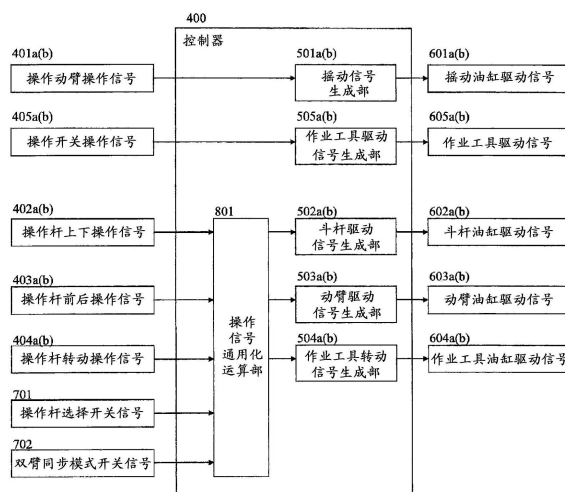 400
控制器
401a(b)
操作动臂操作信号
501a(b)
摇动信号
生成部
601a(b)
摇动油缸驱动信号
405a(b)
操作开关操作信号
505a(b)
作业工具驱动
信号生成部
605a(b)
作业工具驱动信号
402a(b)
操作杆上下操作信号
801
操作
信号
通用化
运算部
502a(b)
斗杆驱动
信号生成部
602a(b)
斗杆油缸驱动信号
403a(b)
操作杆前后操作信号
503a(b)
动臂驱动
信号生成部
603a(b)
动臂油缸驱动信号
404a(b)
操作杆转动操作信号
504a(b)
作业工具转动
信号生成部
604a(b)
作业工具油缸驱动信号
701
操作杆选择开关信号
702
双臂同步模式开关信号